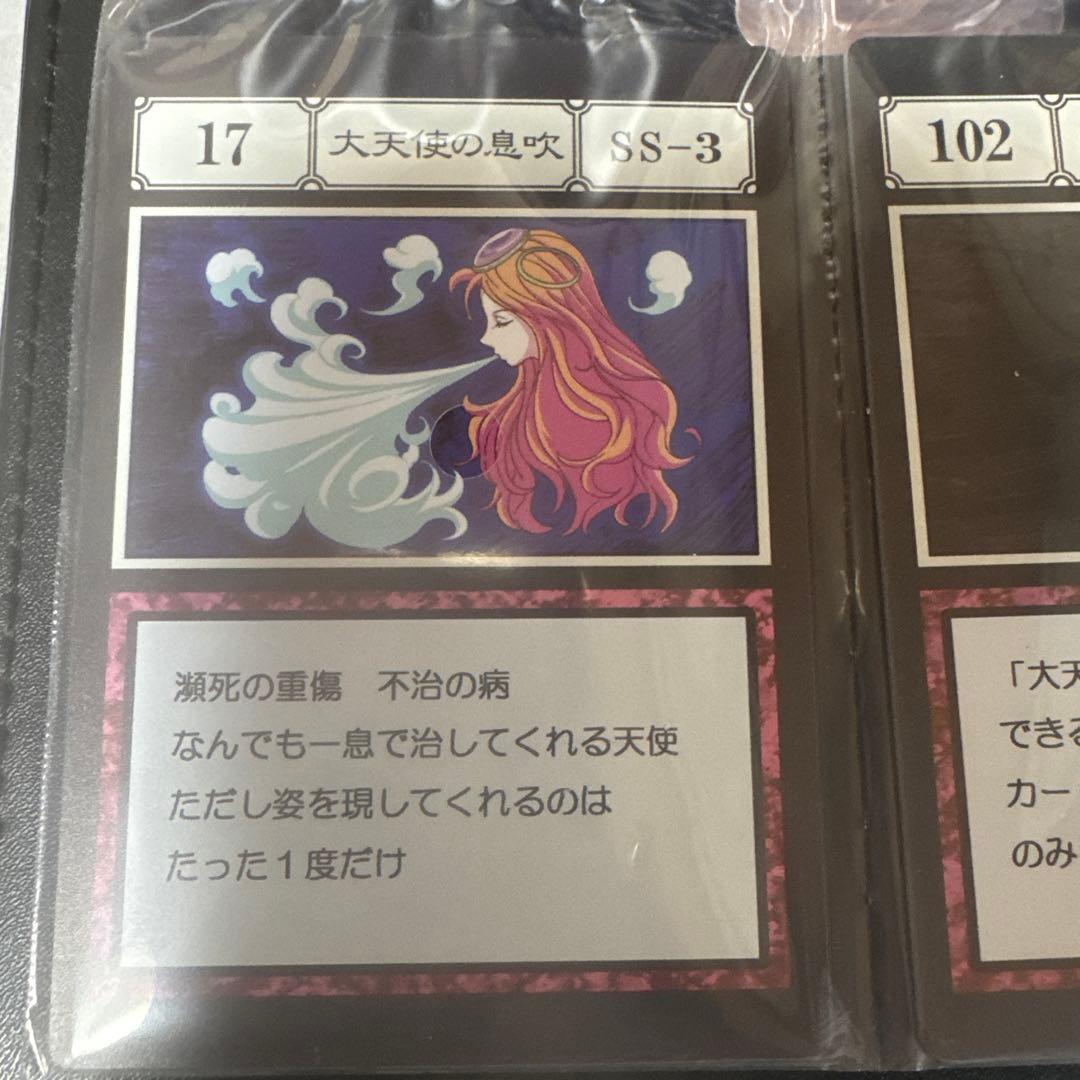 17
大天使の息吹
SS-3
瀕死の重傷　不治の病
なんでも一息で治してくれる天使
ただし姿を現してくれるのは
たった１度だけ
102
「大天
できる
カー
のみ